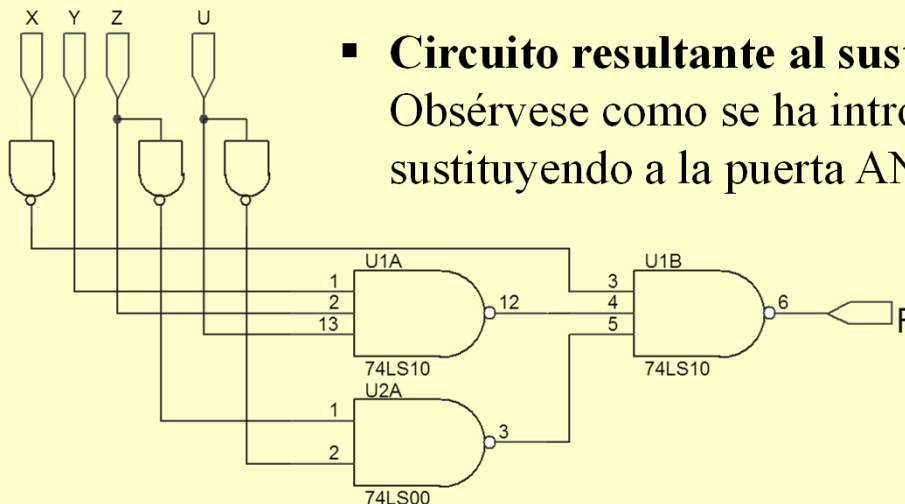 X Y Z U
▪ Circuito resultante al sus
Obsérvese como se ha intro
sustituyendo a la puerta AN
U1A
1
2
13
12
74LS10
U1B
3
4
5
6
F
74LS10
U2A
1
2
3
74LS00